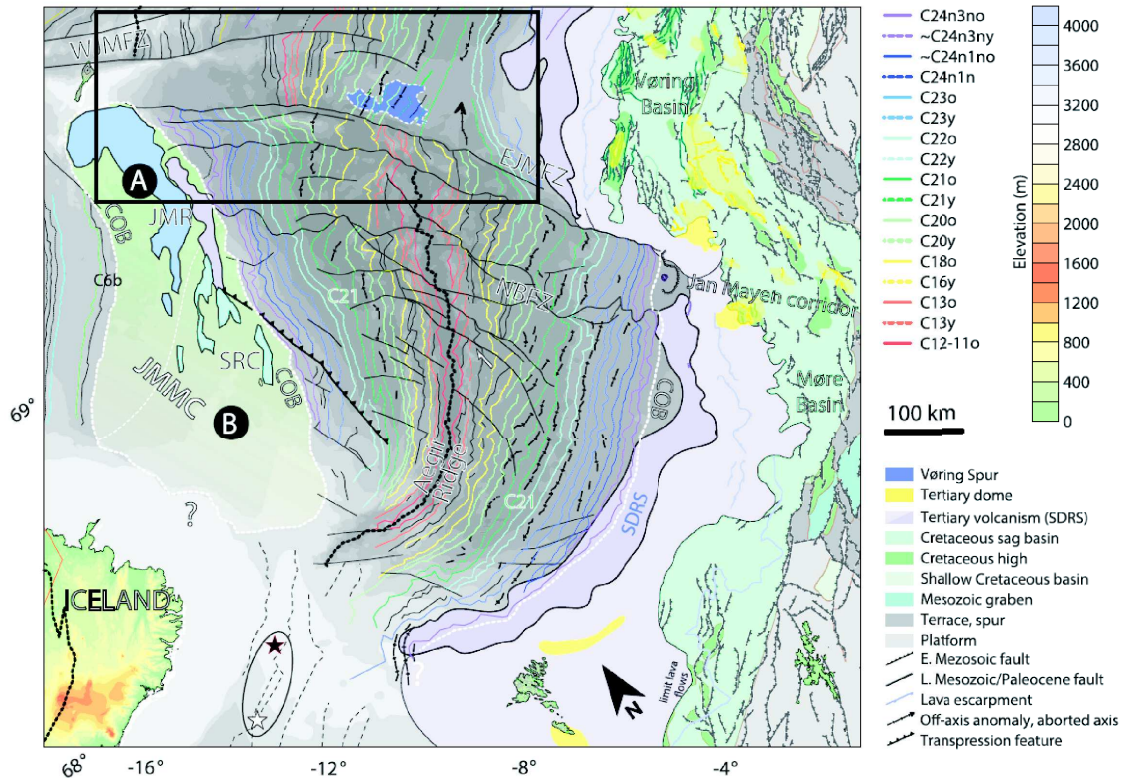 WJMFZ
A
JMR
COB
C6b
C21
SRC
COB
JMMC
B
?
ICELAND
Aegir
Ridge
C21
NBFZ
EJMFZ
Vøring
Basin
Jan Mayen corridor
Møre
Basin
COB
SDRS
limit lava
flows
N
69°
68°
-16°
-12°
-8°
-4°
C24n3no
~C24n3ny
~C24n1no
C24n1n
C23o
C23y
C22o
C22y
C21o
C21y
C20o
C20y
C18o
C16y
C13o
C13y
C12-11o
Elevation (m)
4000
3600
3200
2800
2400
2000
1600
1200
800
400
0
100 km
Vøring Spur
Tertiary dome
Tertiary volcanism (SDRS)
Cretaceous sag basin
Cretaceous high
Shallow Cretaceous basin
Mesozoic graben
Terrace, spur
Platform
E. Mezosoic fault
L. Mesozoic/Paleocene fault
Lava escarpment
Off-axis anomaly, aborted axis
Transpression feature